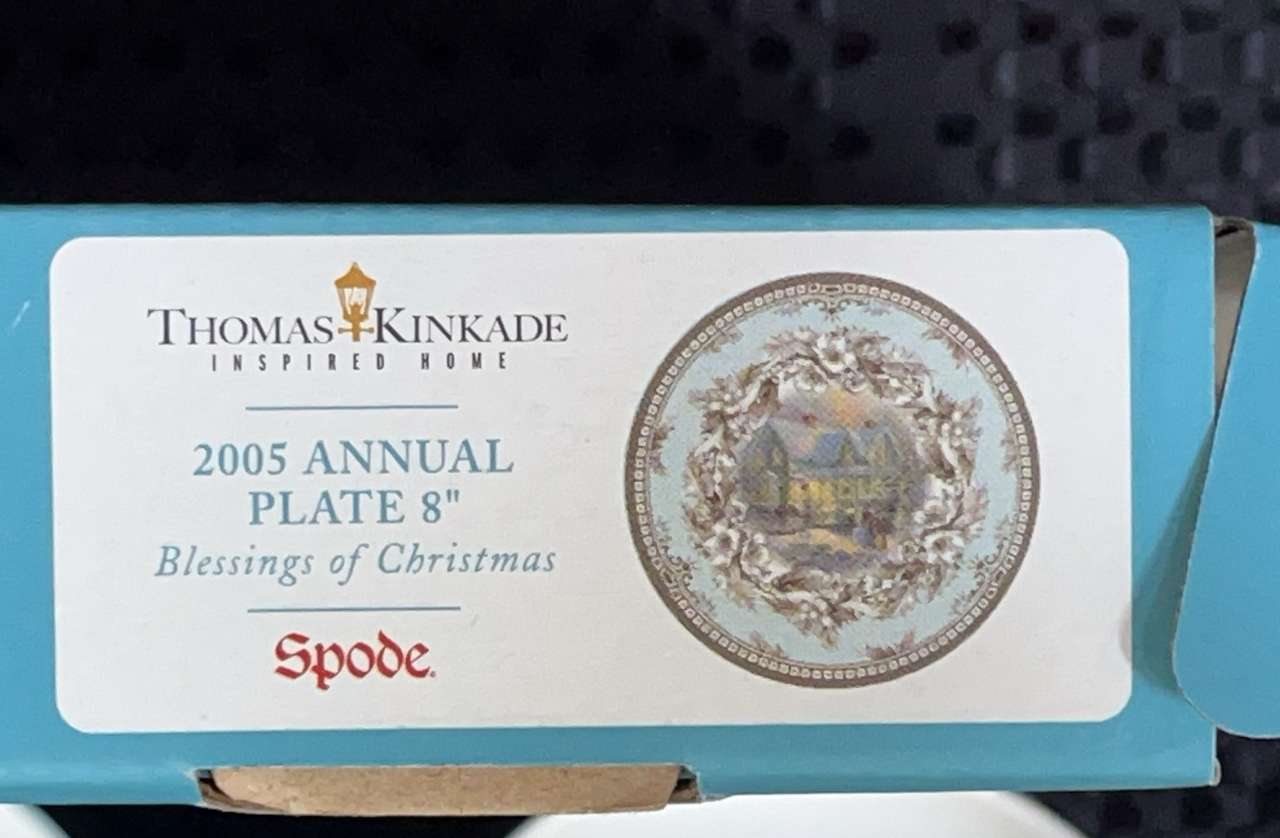 THOMAS KINKADE
INSPIRED HOME
2005 ANNUAL
PLATE 8"
Blessings of Christmas
Spode.